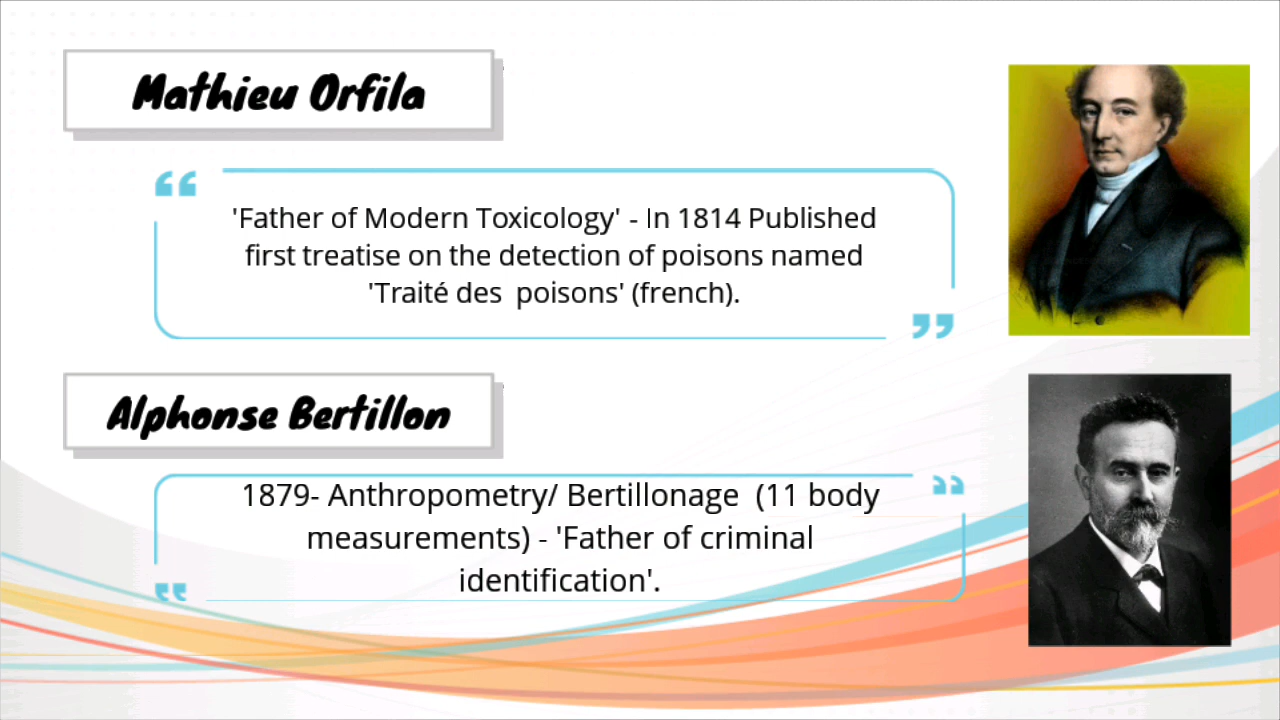 Mathieu Orfila
'Father of Modern Toxicology' - In 1814 Published
first treatise on the detection of poisons named
'Traité des poisons' (french).
Alphonse Bertillon
1879- Anthropometry/ Bertillonage (11 body
measurements) - 'Father of criminal
identification'.